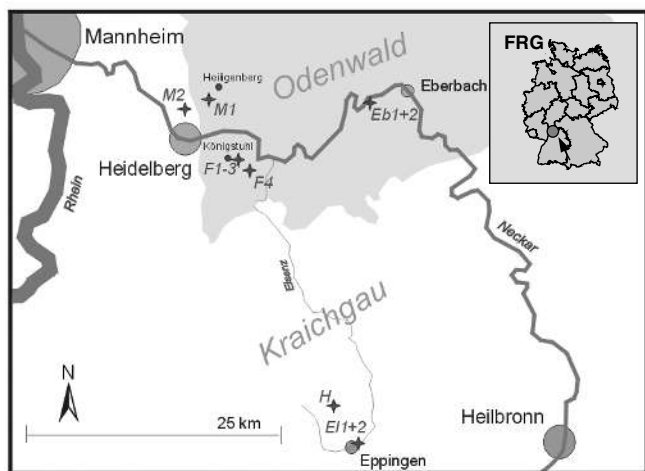 Mannheim
FRG
Odenwald
Heiligenberg
Eberbach
M2
M1
Eb1+2
Königstuhl
Heidelberg
F1-3
F4
Rhein
Neckar
Elsenz
Kraichgau
N
H
25 km
El1+2
Heilbronn
Eppingen